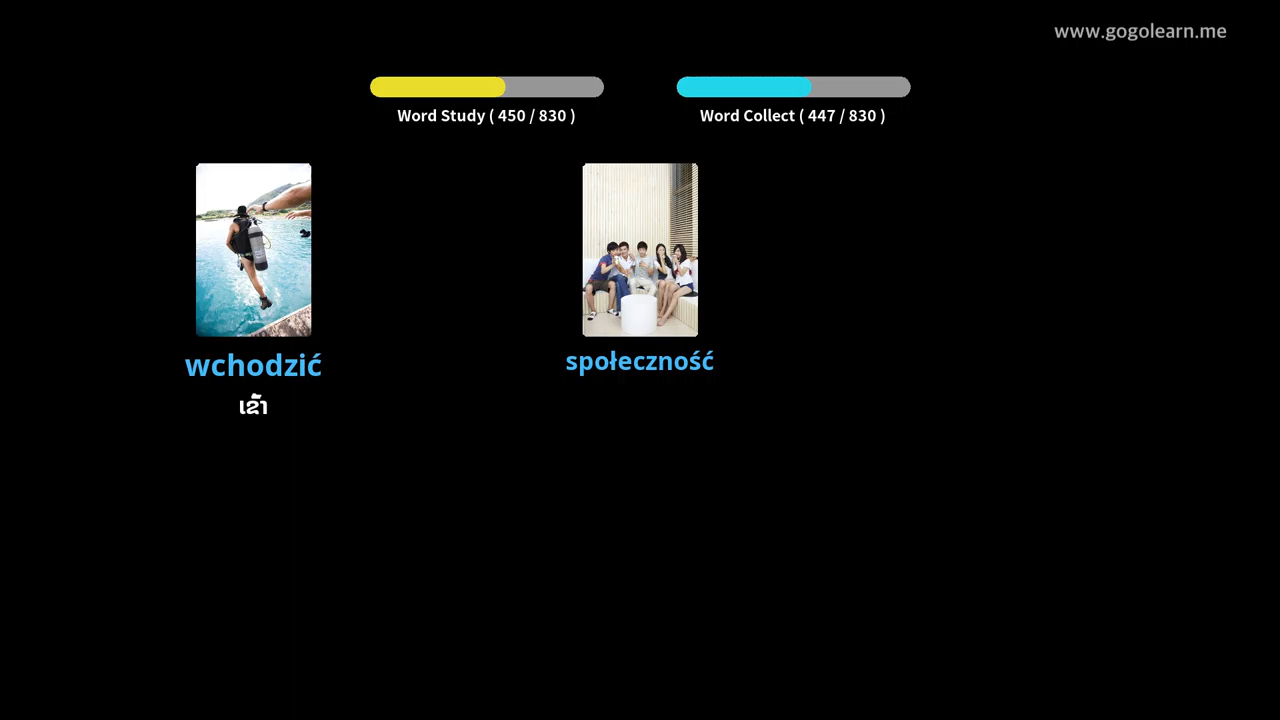 www.gogolearn.me
Word Study ( 450 / 830 )
Word Collect ( 447 / 830 )
wchodzić
społeczność
ເຂົ້າ